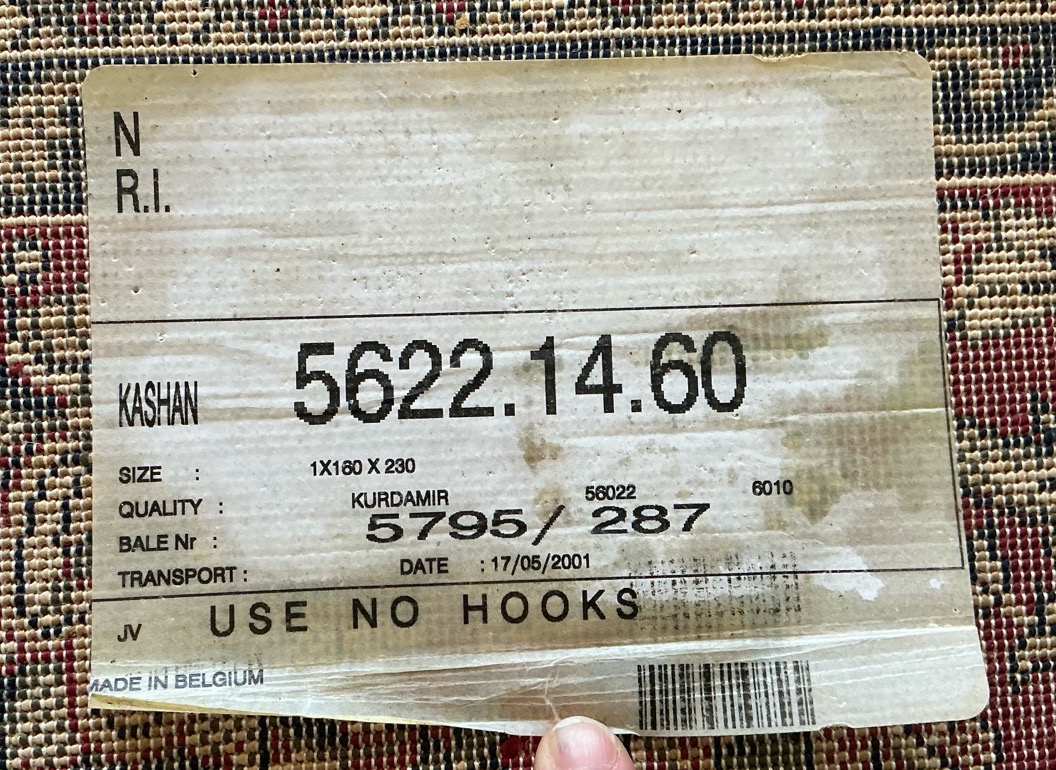 N
R.I.
KASHAN 5622.14.60
SIZE : 1X160 X 230
QUALITY : KURDAMIR 56022 6010
BALE Nr : 5795/ 287
TRANSPORT : DATE : 17/05/2001
JV USE NO HOOKS
MADE IN BELGIUM